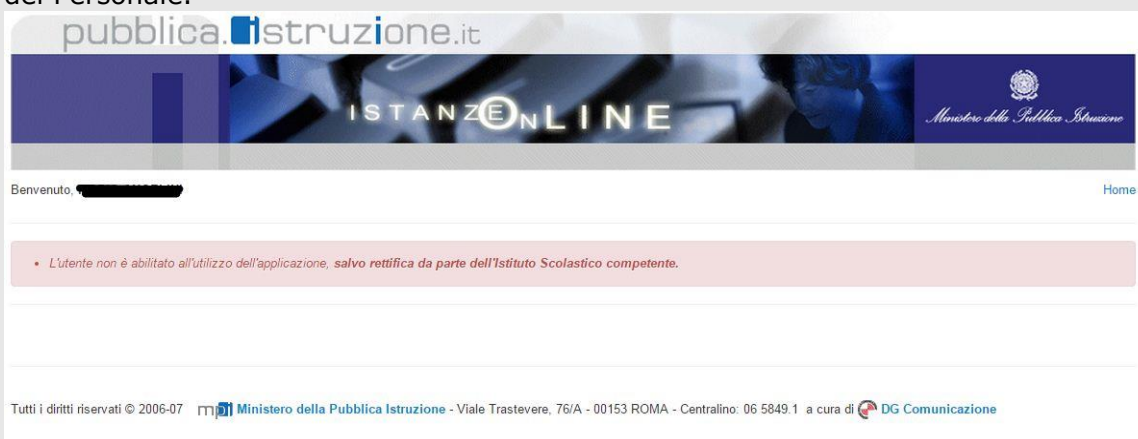 del Personale.
pubblica.istruzione.it
ISTANZEONLINE
Ministero della Pubblica Istruzione
Benvenuto,
Home
L'utente non è abilitato all'utilizzo dell'applicazione, salvo rettifica da parte dell'Istituto Scolastico competente.
Tutti i diritti riservati © 2006-07 mpi Ministero della Pubblica Istruzione - Viale Trastevere, 76/A - 00153 ROMA - Centralino: 06 5849.1 a cura di DG Comunicazione